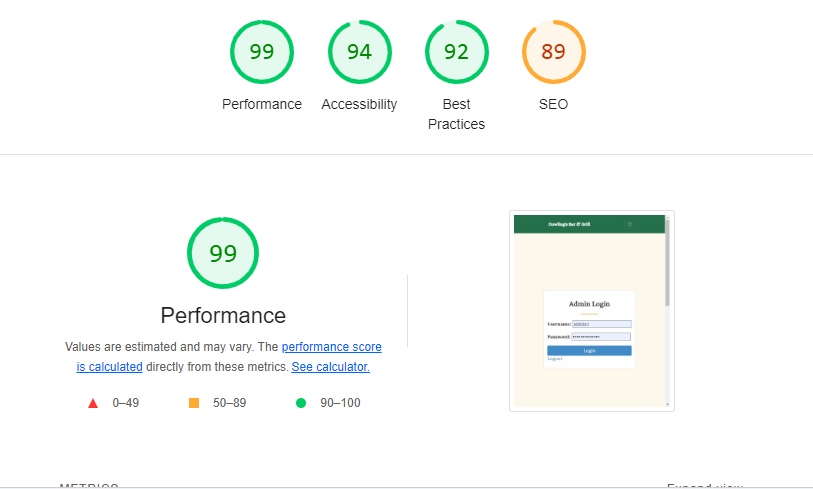 99
94
92
89
Performance
Accessibility
Best
Practices
SEO
99
Performance
Values are estimated and may vary. The performance score
is calculated directly from these metrics. See calculator.
0–49
50–89
90–100
Dowling's Bar & Grill
Admin Login
Username:
Password:
Login
Logout
METRICS
Expand view